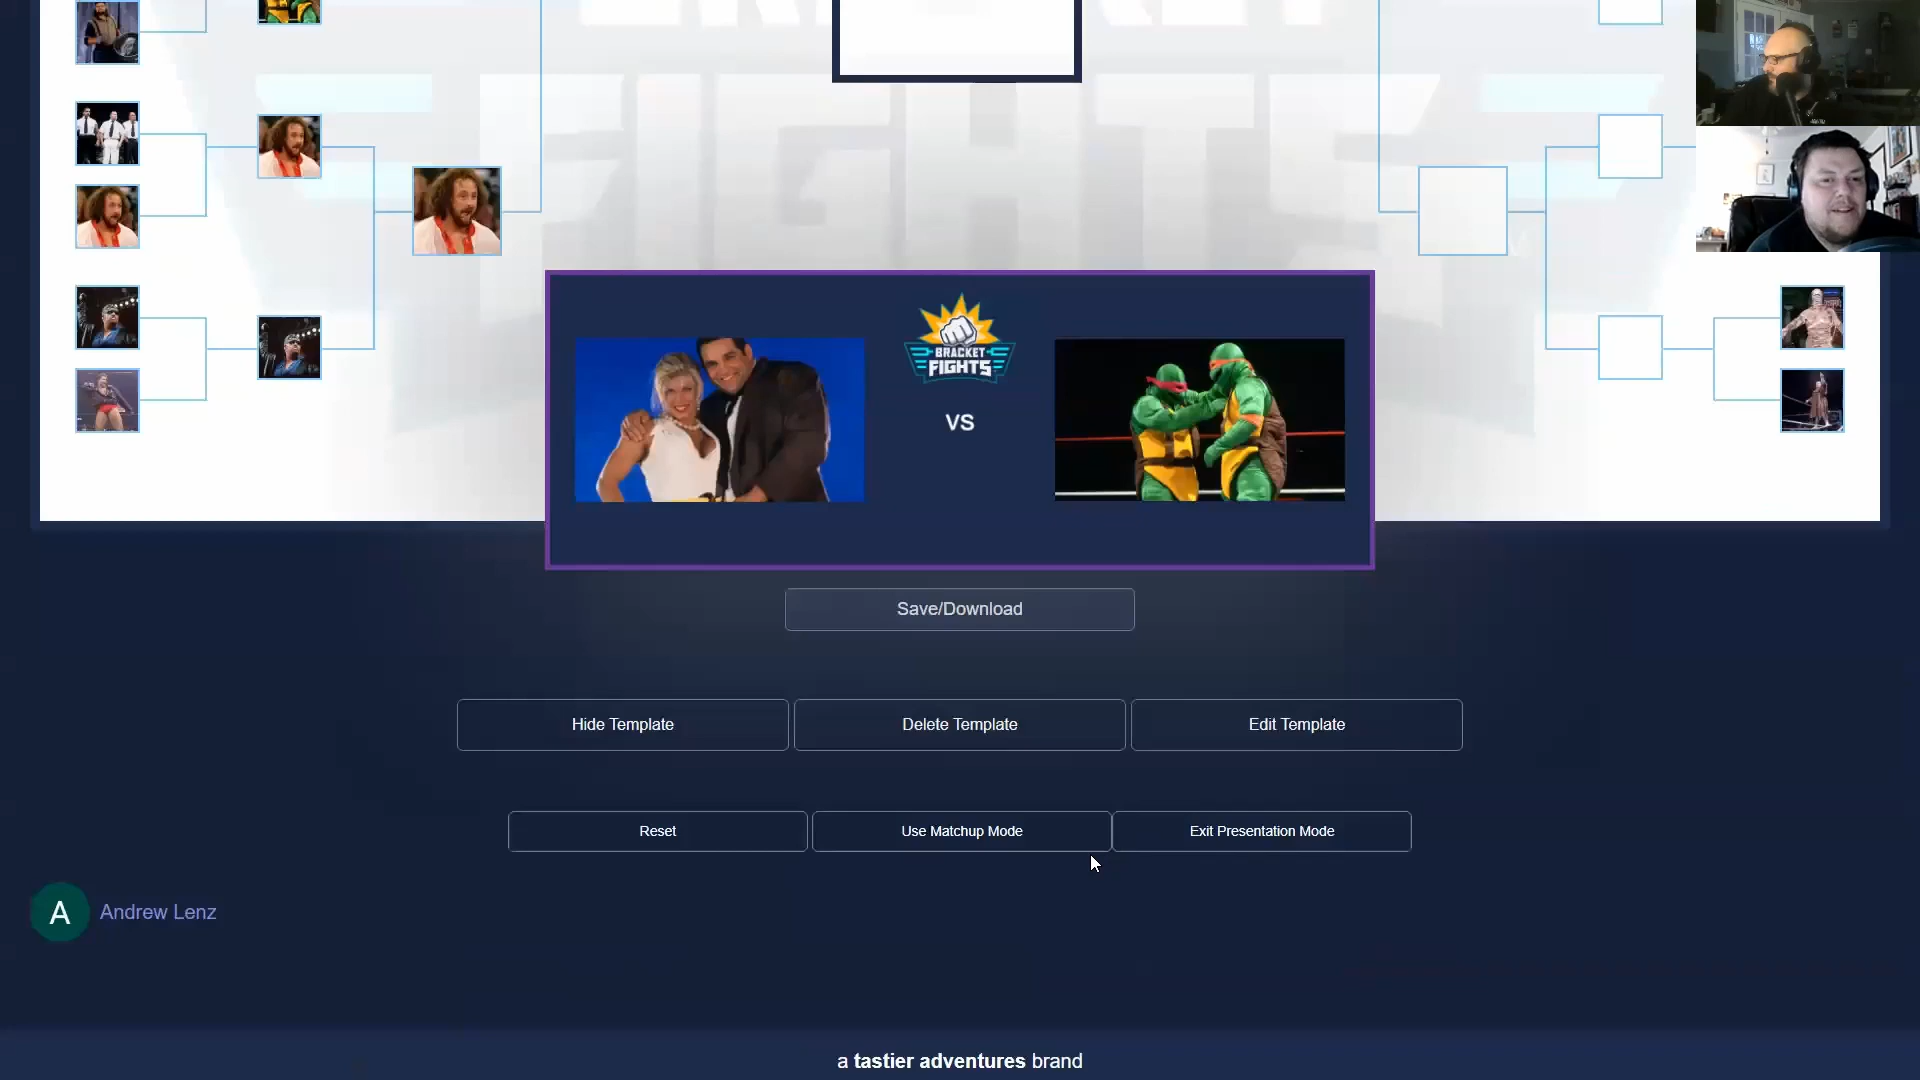 FIGHTS
BRACKET
FIGHTS
VS
Save/Download
Hide Template
Delete Template
Edit Template
Reset
Use Matchup Mode
Exit Presentation Mode
A
Andrew Lenz
a tastier adventures brand